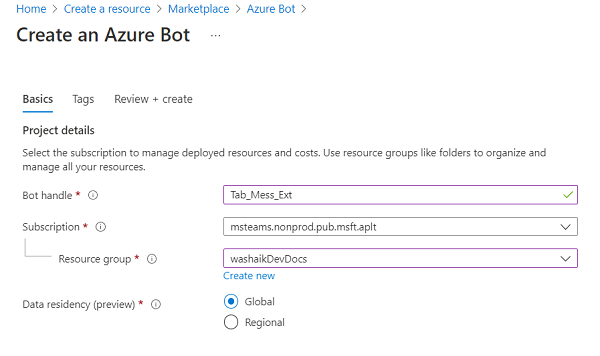 Home > Create a resource > Marketplace > Azure Bot >
Create an Azure Bot ...
Basics Tags Review + create
Project details
Select the subscription to manage deployed resources and costs. Use resource groups like folders to organize and
manage all your resources.
Bot handle * Tab_Mess_Ext
Subscription * msteams.nonprod.pub.msft.aplt
Resource group * washaikDevDocs
Create new
Data residency (preview) * Global
Regional